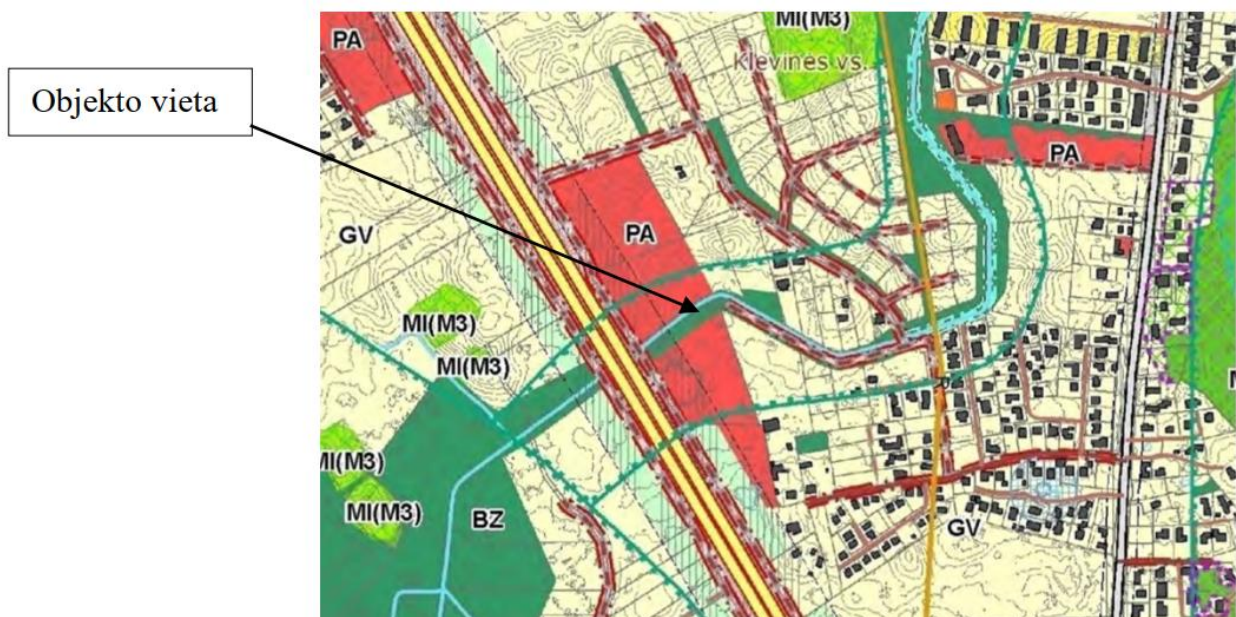 MI(M3)
PA
Klevinės vs.
Objekto vieta
PA
GV
PA
MI(M3)
MI(M3)
MI(M3)
MI(M3)
BZ
GV